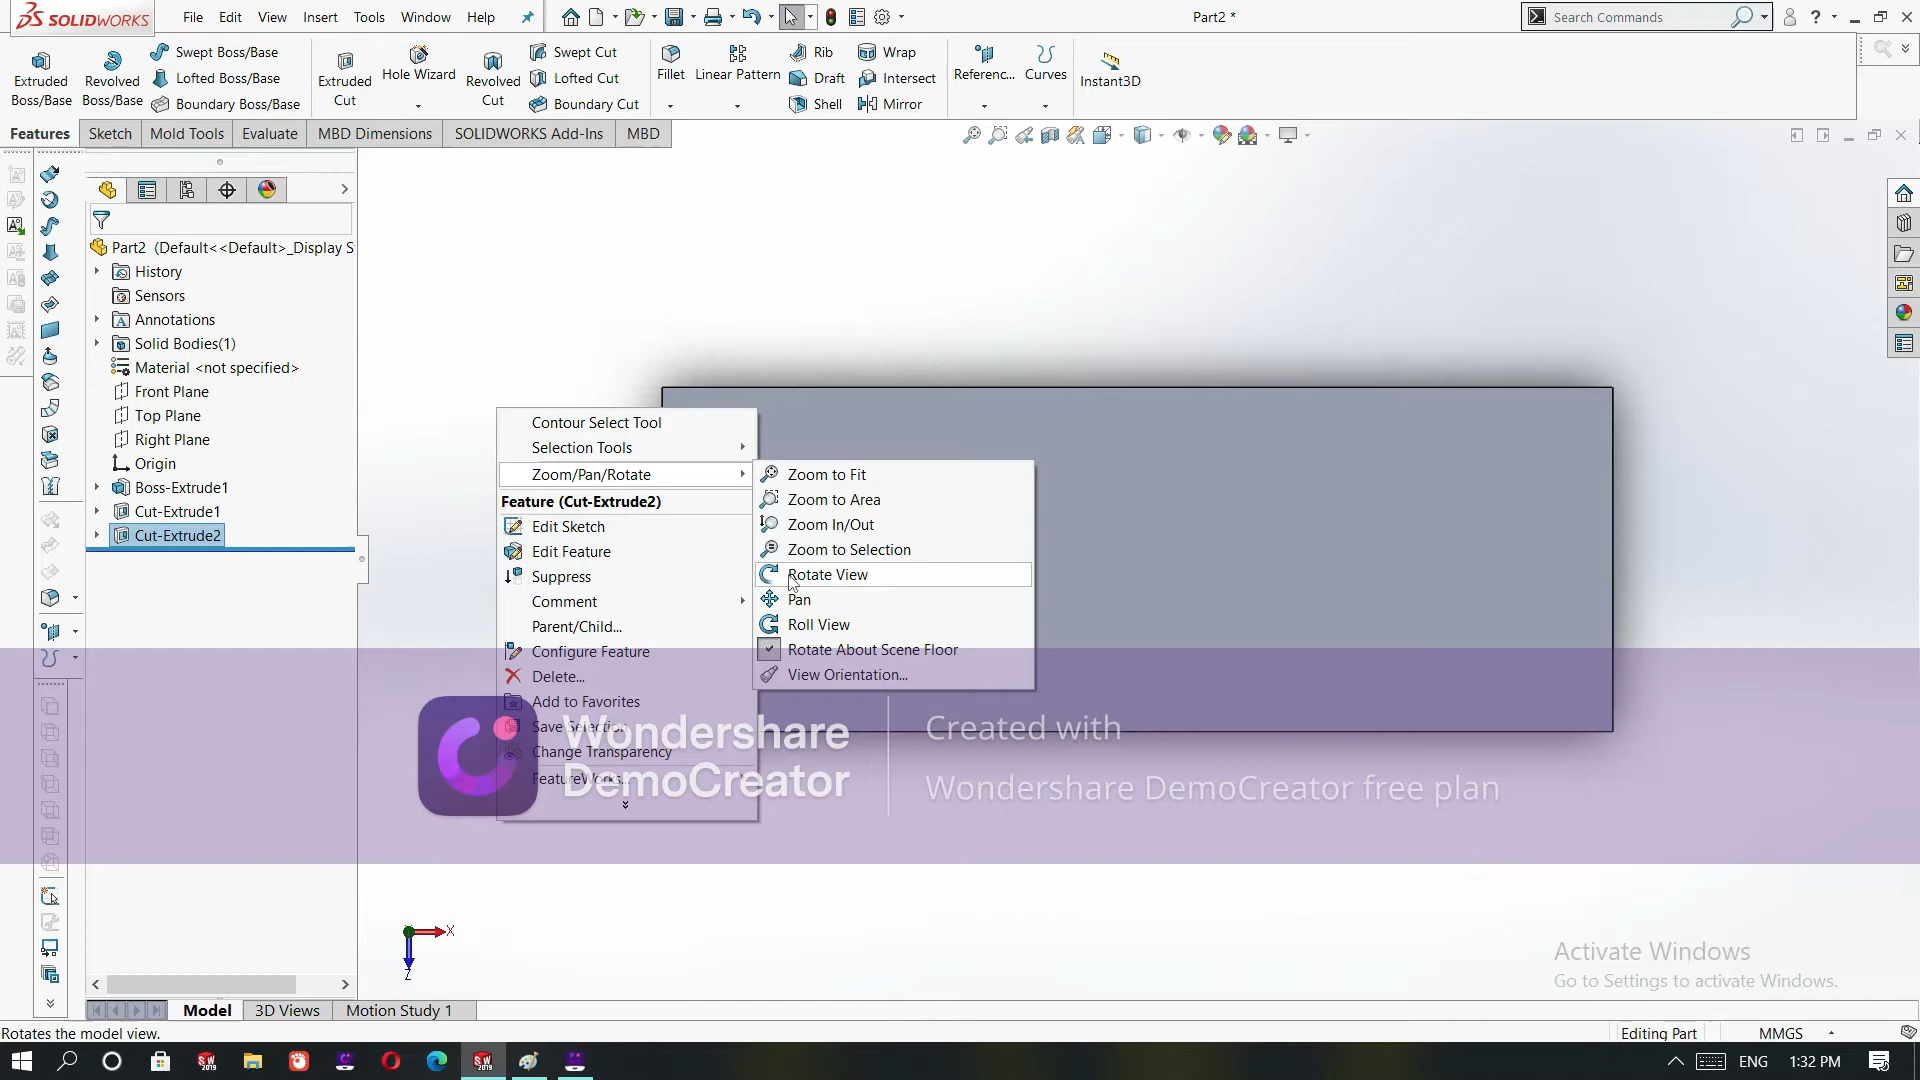 SOLIDWORKS File Edit View Insert Tools Window Help Part2 * Search Commands
Extruded Boss/Base
Revolved Boss/Base
Swept Boss/Base
Lofted Boss/Base
Boundary Boss/Base
Extruded Cut
Hole Wizard
Revolved Cut
Swept Cut
Lofted Cut
Boundary Cut
Fillet
Linear Pattern
Rib
Draft
Shell
Wrap
Intersect
Mirror
Referenc...
Curves
Instant3D
Features Sketch Mold Tools Evaluate MBD Dimensions SOLIDWORKS Add-Ins MBD
Part2 (Default<<Default>_Display S
History
Sensors
Annotations
Solid Bodies(1)
Material <not specified>
Front Plane
Top Plane
Right Plane
Origin
Boss-Extrude1
Cut-Extrude1
Cut-Extrude2
Contour Select Tool
Selection Tools
Zoom/Pan/Rotate
Feature (Cut-Extrude2)
Edit Sketch
Edit Feature
Suppress
Comment
Parent/Child...
Configure Feature
Delete...
Add to Favorites
Save Selection
Change Transparency
FeatureWorks...
Zoom to Fit
Zoom to Area
Zoom In/Out
Zoom to Selection
Rotate View
Pan
Roll View
Rotate About Scene Floor
View Orientation...
Wondershare
DemoCreator
Created with
Wondershare DemoCreator free plan
X
Z
Activate Windows
Go to Settings to activate Windows.
Model 3D Views Motion Study 1
Rotates the model view. Editing Part MMGS
ENG 1:32 PM